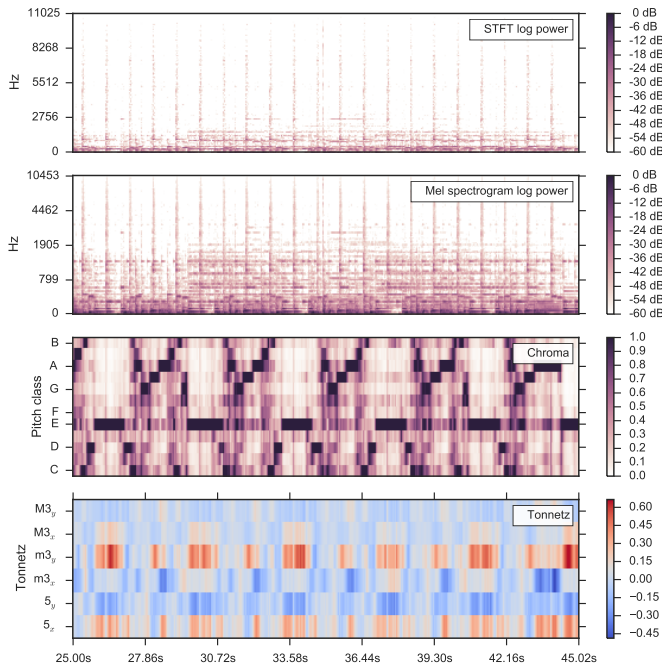 11025
STFT log power
0 dB
-6 dB
8268
-12 dB
-18 dB
-24 dB
Hz
5512
-30 dB
-36 dB
-42 dB
2756
-48 dB
-54 dB
0
-60 dB
10453
Mel spectrogram log power
0 dB
-6 dB
4462
-12 dB
-18 dB
-24 dB
Hz
1905
-30 dB
-36 dB
799
-42 dB
-48 dB
-54 dB
0
-60 dB
B
Chroma
1.0
0.9
A
0.8
0.7
G
0.6
Pitch class
0.5
F
0.4
E
0.3
D
0.2
0.1
C
0.0
M3y
Tonnetz
0.60
M3x
0.45
0.30
m3y
Tonnetz
0.15
m3x
0.00
-0.15
5y
-0.30
5x
-0.45
25.00s 27.86s 30.72s 33.58s 36.44s 39.30s 42.16s 45.02s